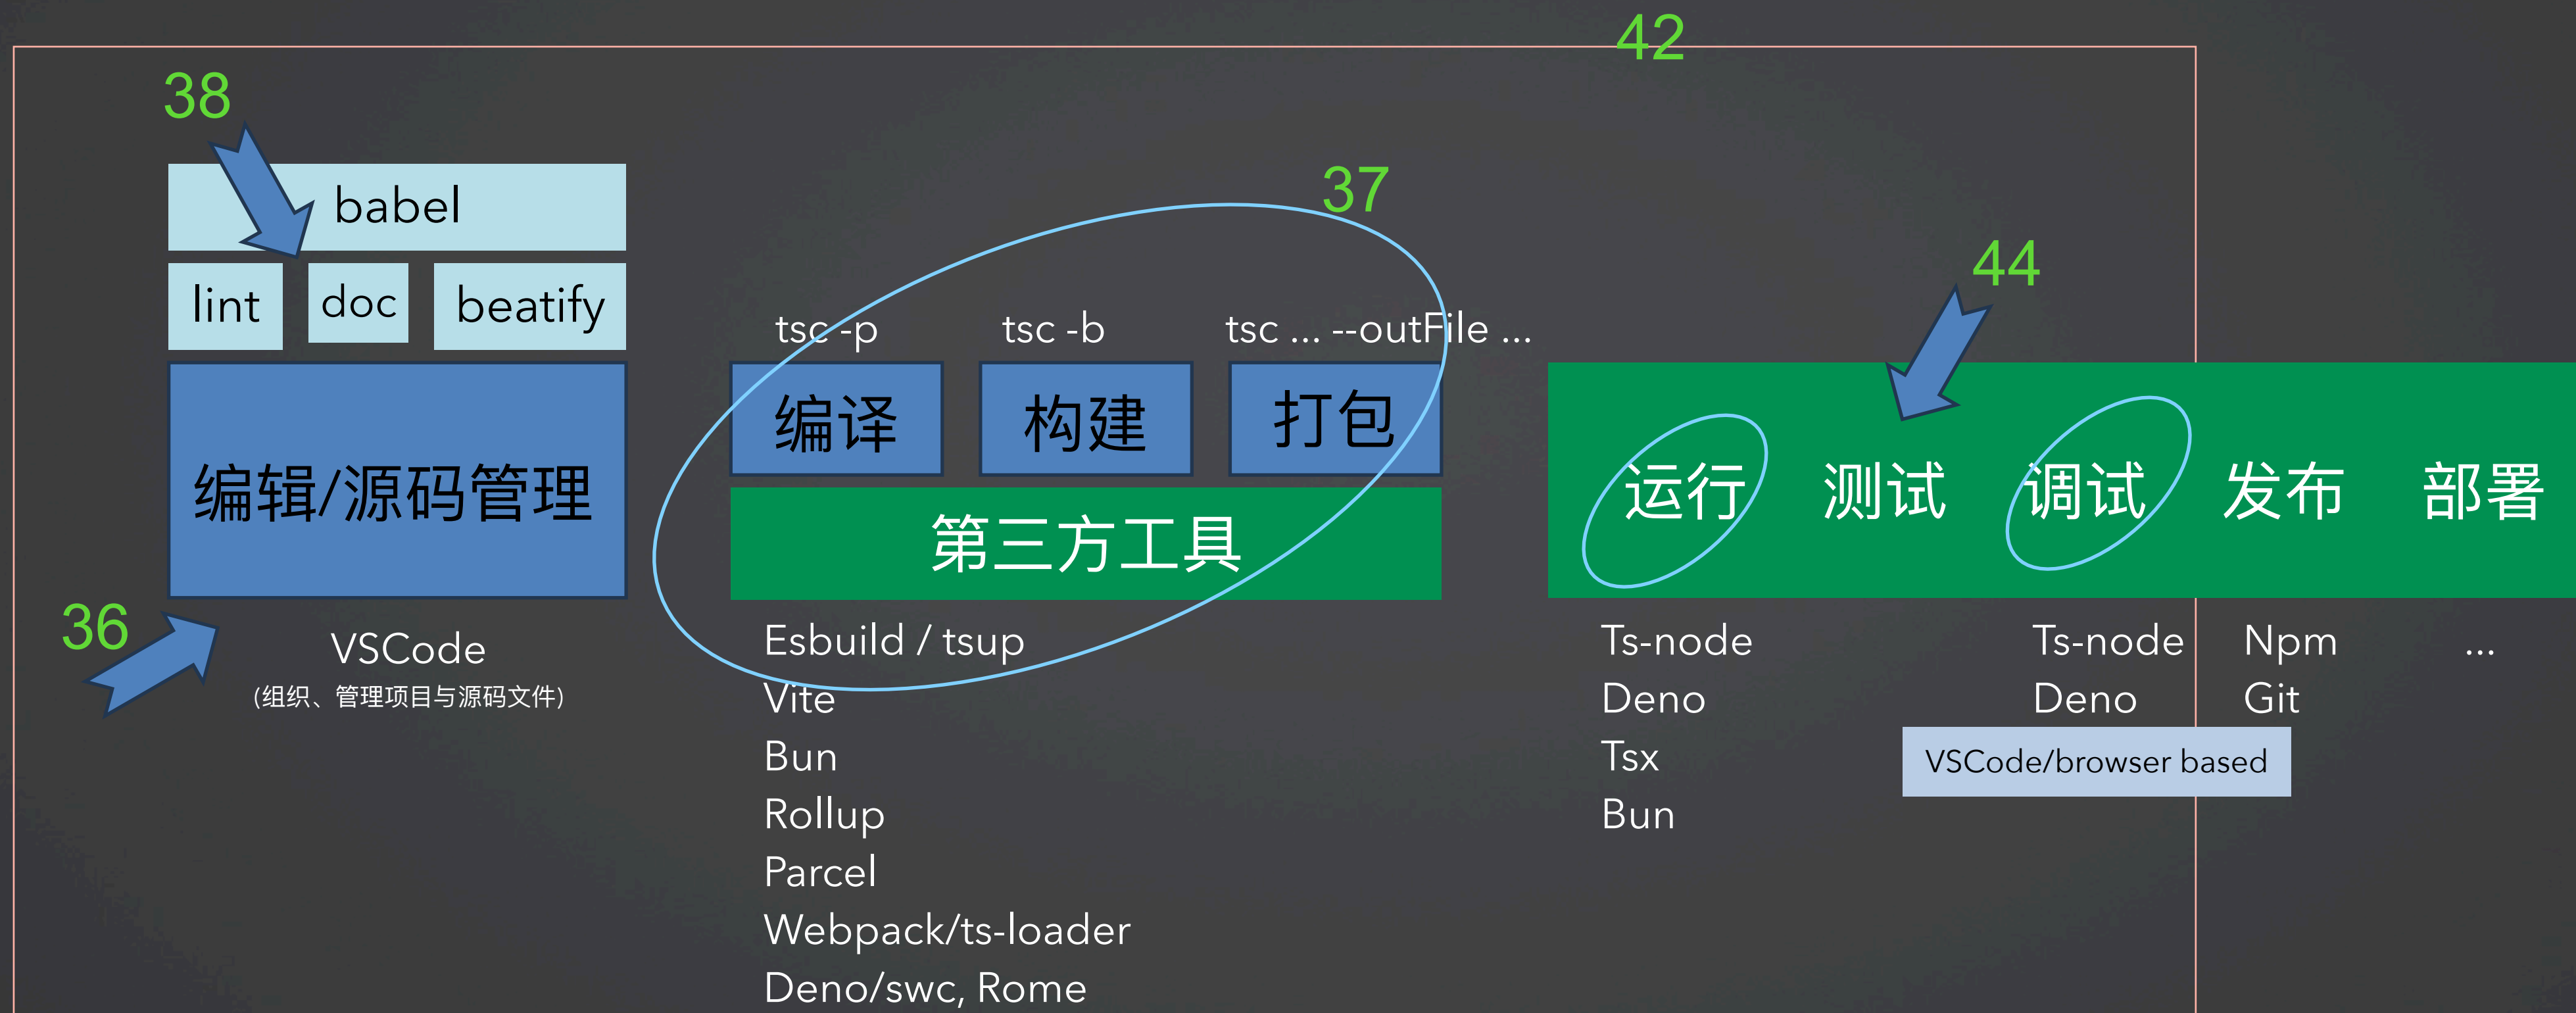 42
38
babel
37
lint
doc
beatify
44
tsc -p
tsc -b
tsc ... --outFile ...
编译
构建
打包
编辑/源码管理
第三方工具
运行
测试
调试
发布
部署
36
VSCode
(组织、管理项目与源码文件)
Esbuild / tsup
Vite
Bun
Rollup
Parcel
Webpack/ts-loader
Deno/swc, Rome
Ts-node
Deno
Tsx
Bun
Ts-node
Deno
VSCode/browser based
Npm
Git
...